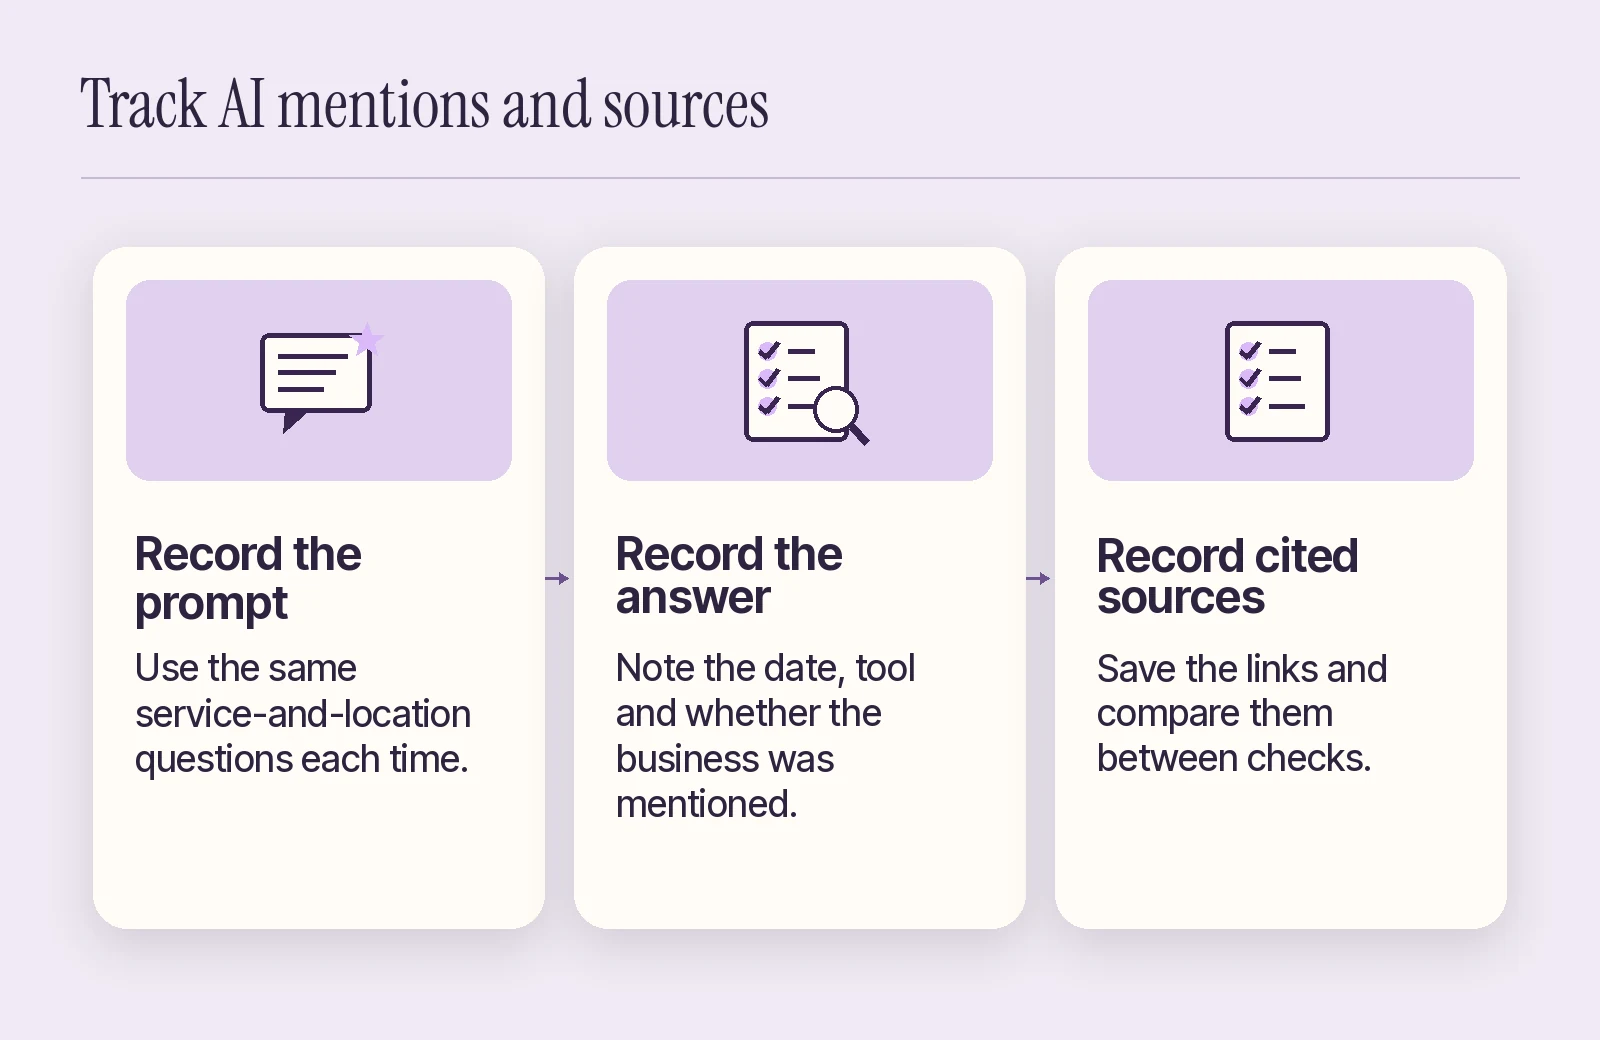 Track AI mentions and sources
Record the
prompt
Use the same
service-and-location
questions each time.
Record the
answer
Note the date, tool
and whether the
business was
mentioned.
Record cited
sources
Save the links and
compare them
between checks.